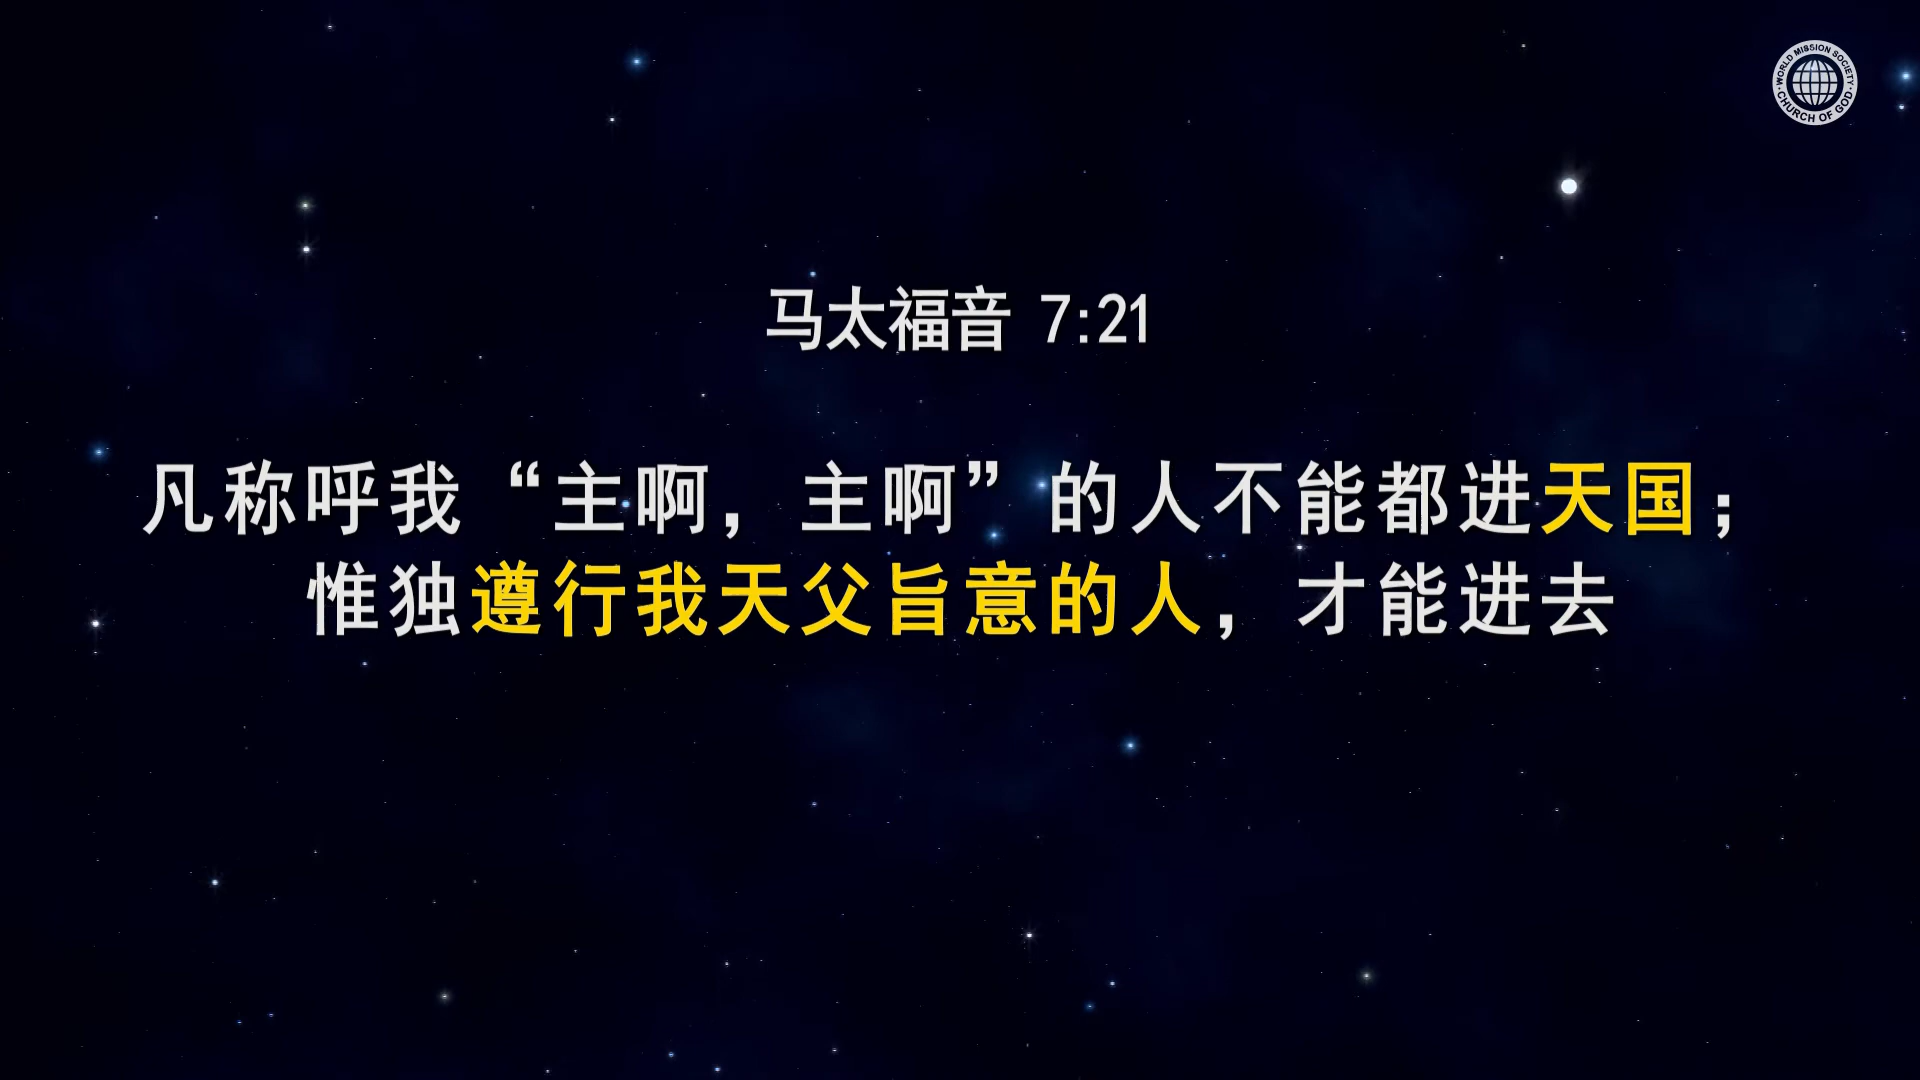 WORLD MISSION SOCIETY
CHURCH OF GOD
马太福音 7:21
凡称呼我“主啊，主啊”的人不能都进天国；
惟独遵行我天父旨意的人，才能进去